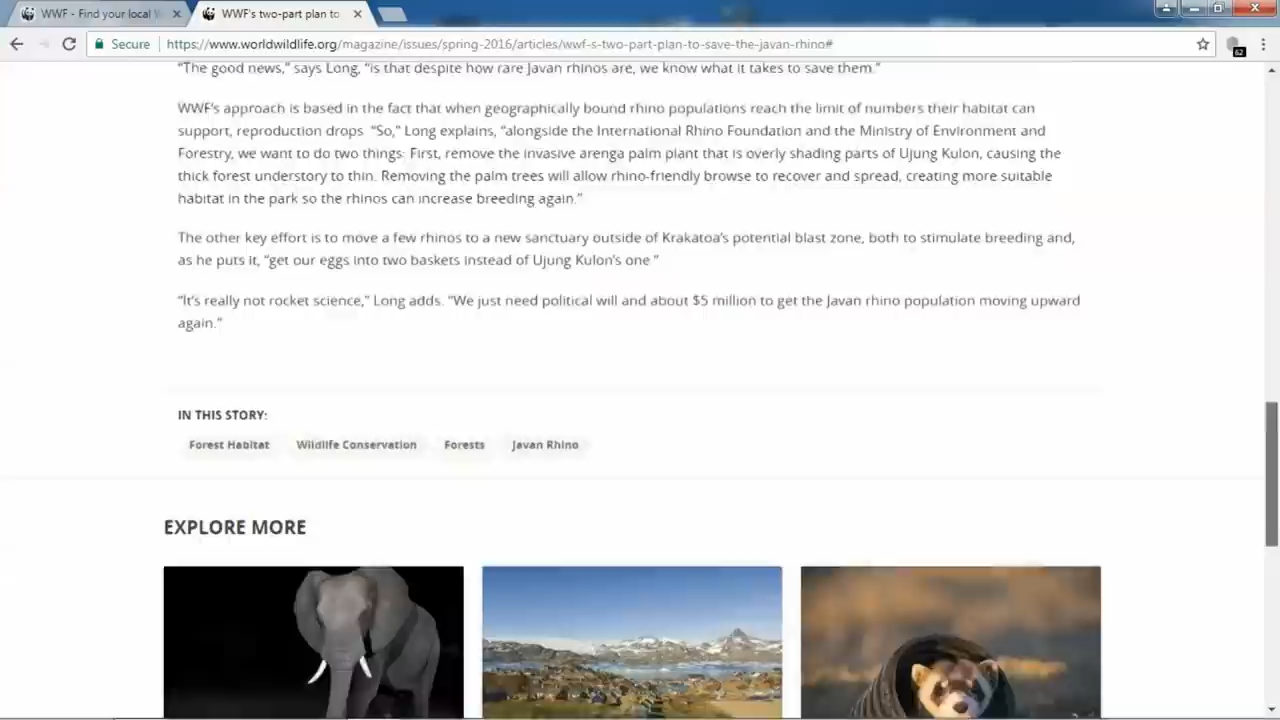 WWF - Find your local W
WWF's two-part plan to
Secure
https://www.worldwildlife.org/magazine/issues/spring-2016/articles/wwf-s-two-part-plan-to-save-the-javan-rhino#
62
“The good news,” says Long, “is that despite how rare Javan rhinos are, we know what it takes to save them.”
WWF’s approach is based in the fact that when geographically bound rhino populations reach the limit of numbers their habitat can
support, reproduction drops. “So,” Long explains, “alongside the International Rhino Foundation and the Ministry of Environment and
Forestry, we want to do two things: First, remove the invasive arenga palm plant that is overly shading parts of Ujung Kulon, causing the
thick forest understory to thin. Removing the palm trees will allow rhino-friendly browse to recover and spread, creating more suitable
habitat in the park so the rhinos can increase breeding again.”
The other key effort is to move a few rhinos to a new sanctuary outside of Krakatoa’s potential blast zone, both to stimulate breeding and,
as he puts it, “get our eggs into two baskets instead of Ujung Kulon’s one.”
“It’s really not rocket science,” Long adds. “We just need political will and about $5 million to get the Javan rhino population moving upward
again.”
IN THIS STORY:
Forest Habitat Wildlife Conservation Forests Javan Rhino
EXPLORE MORE